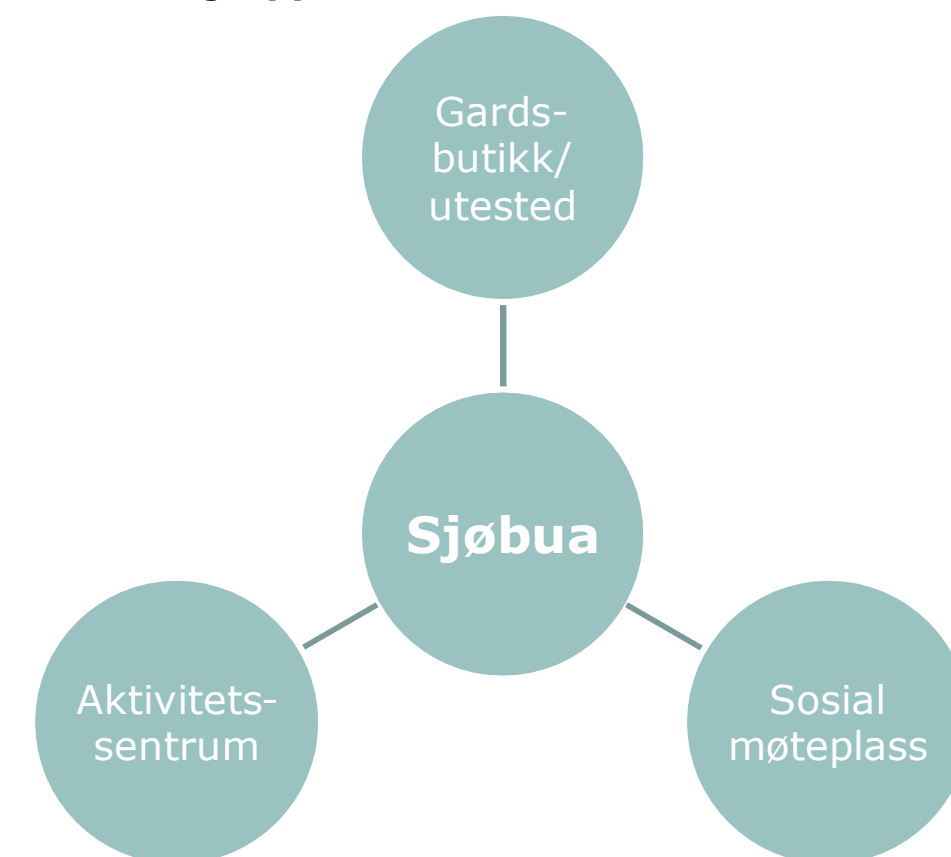 Gards-
butikk/
utested
Sjøbua
Aktivitets-
sentrum
Sosial
møteplass